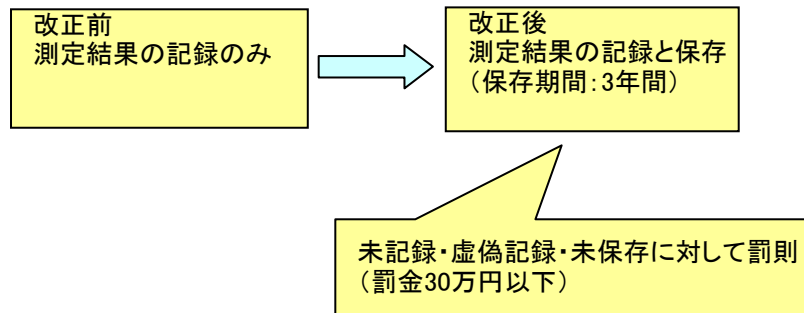 改正前
測定結果の記録のみ
改正後
測定結果の記録と保存
（保存期間：3年間）
未記録・虚偽記録・未保存に対して罰則
（罰金30万円以下）